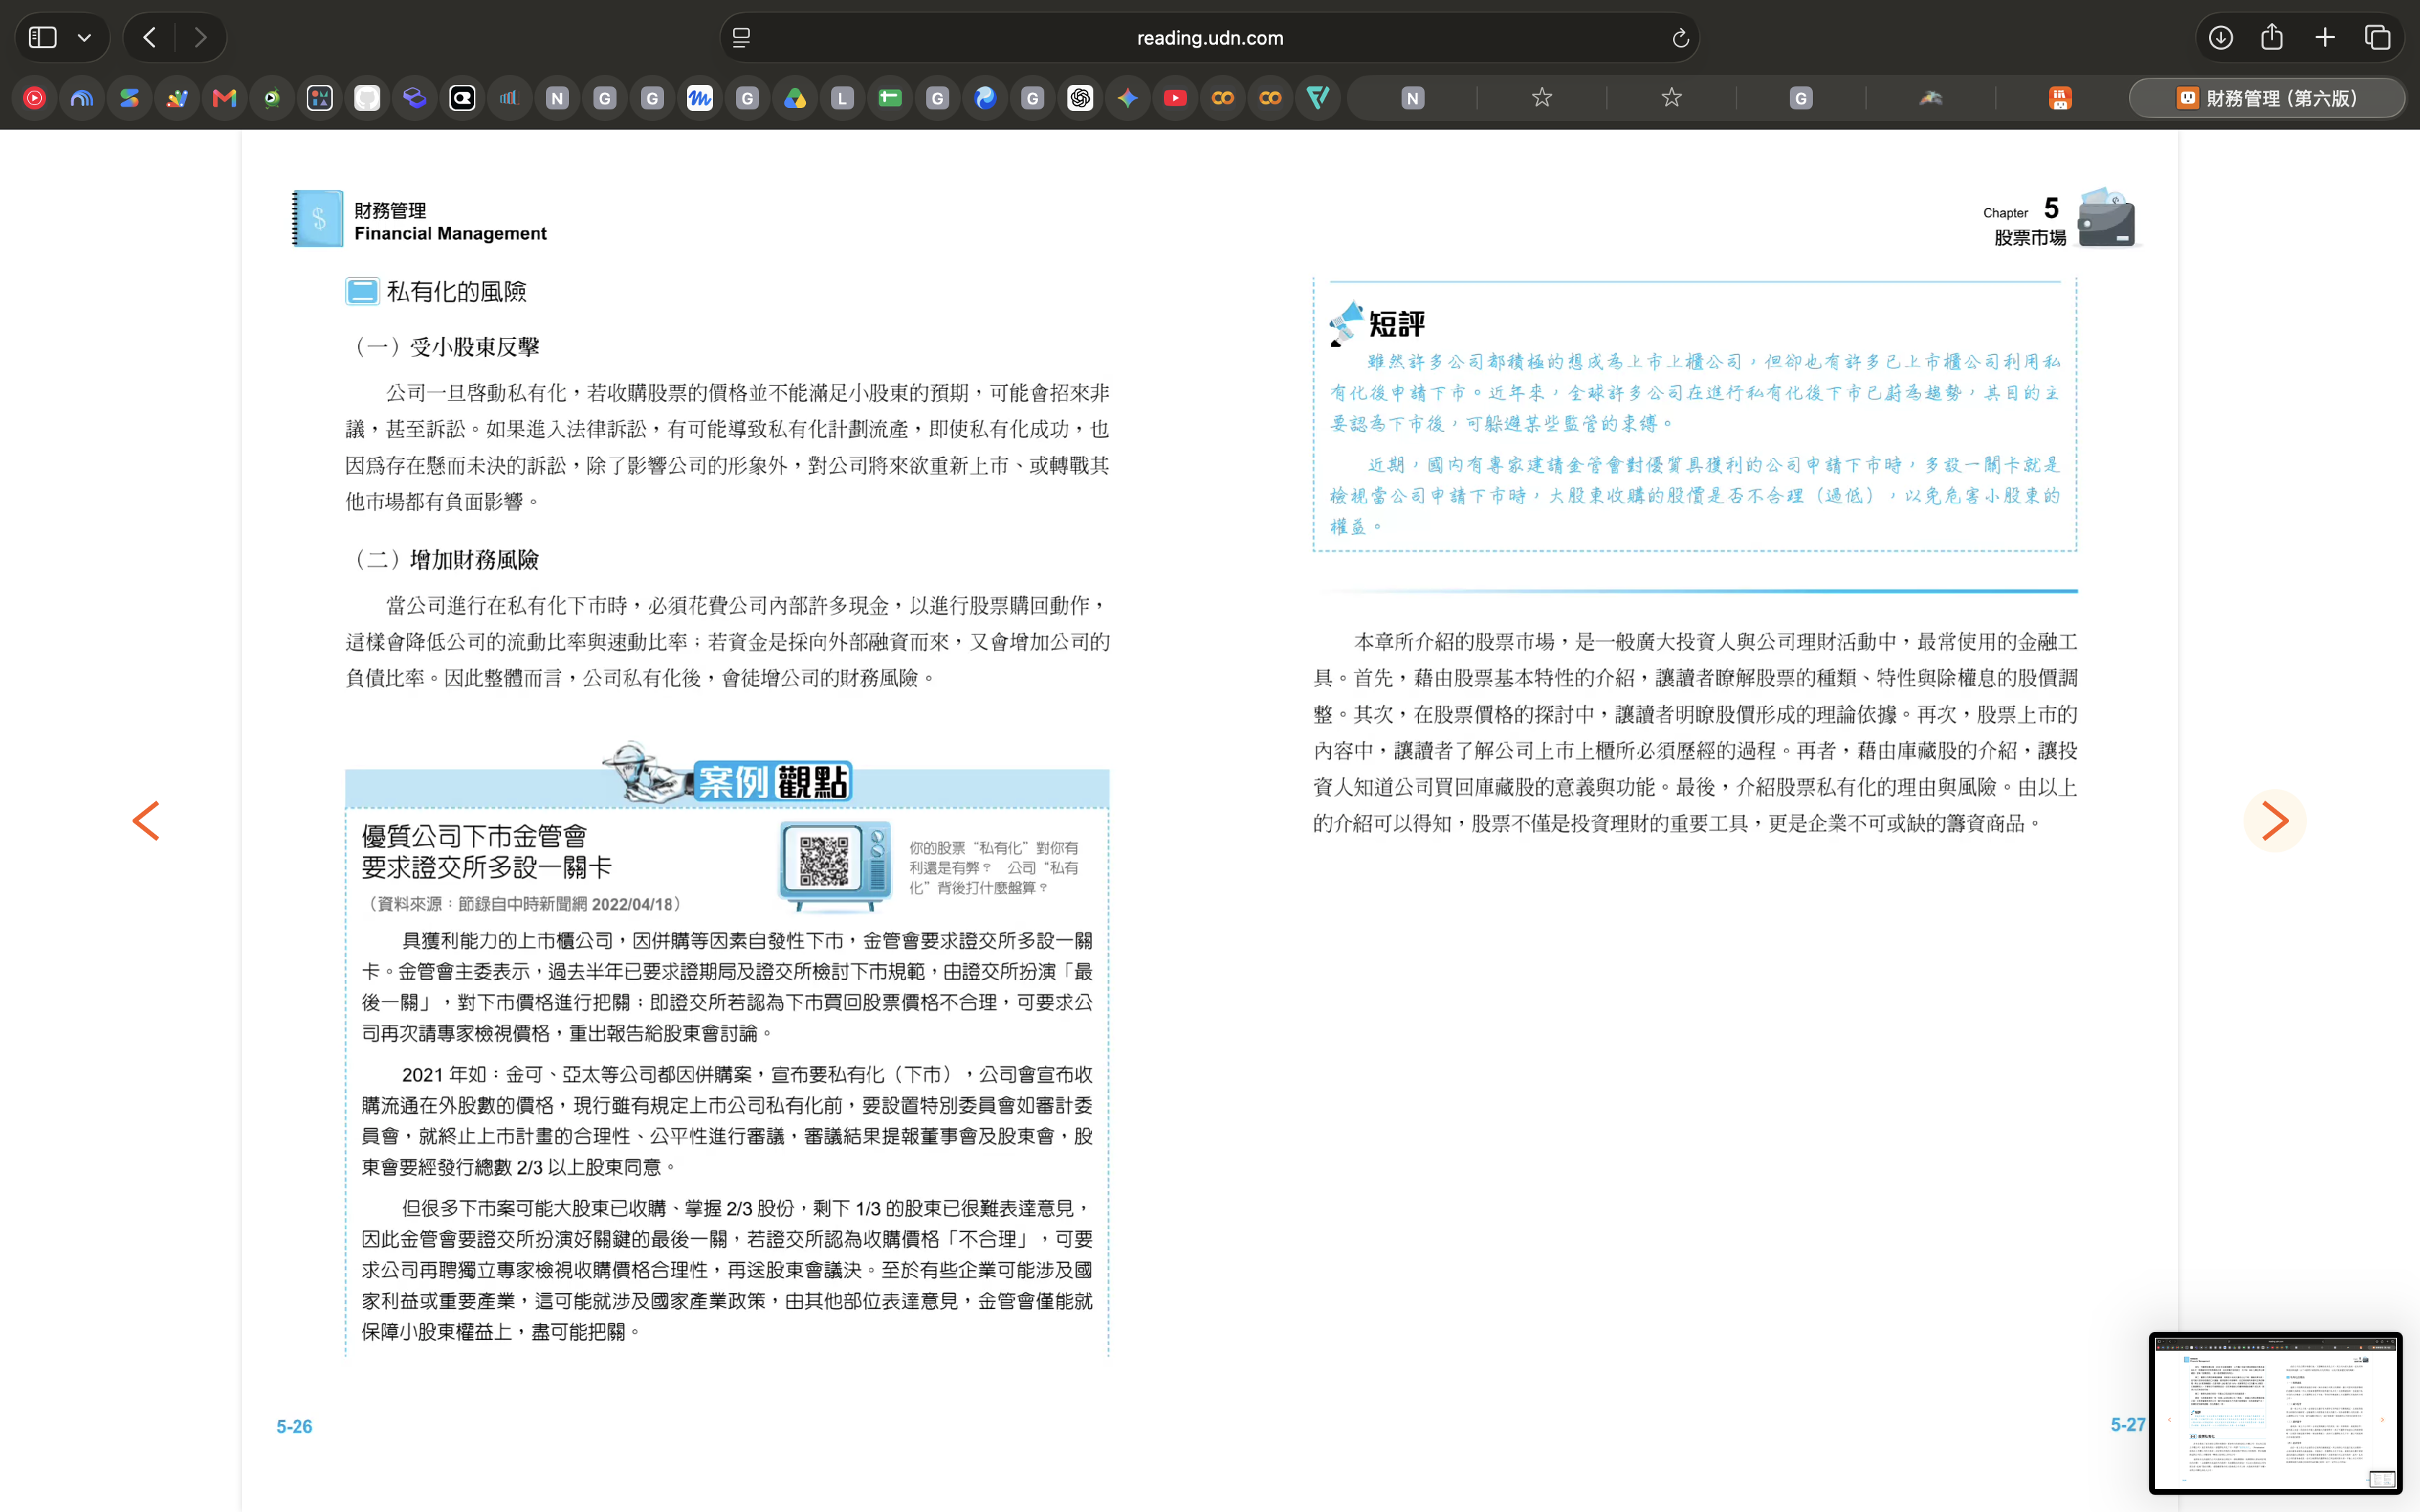 reading.udn.com
N
G
G
G
L
G
G
N
G
財務管理 (第六版)
財務管理
Financial Management
私有化的風險
（一）受小股東反擊
公司一旦啓動私有化，若收購股票的價格並不能滿足小股東的預期，可能會招來非
議，甚至訴訟。如果進入法律訴訟，有可能導致私有化計劃流產，即使私有化成功，也
因爲存在懸而未決的訴訟，除了影響公司的形象外，對公司將來欲重新上市、或轉戰其
他市場都有負面影響。
（二）增加財務風險
當公司進行在私有化下市時，必須花費公司內部許多現金，以進行股票購回動作，
這樣會降低公司的流動比率與速動比率；若資金是採向外部融資而來，又會增加公司的
負債比率。因此整體而言，公司私有化後，會徒增公司的財務風險。
案例觀點
優質公司下市金管會
要求證交所多設一關卡
（資料來源：節錄自中時新聞網 2022/04/18）
你的股票“私有化”對你有
利還是有弊？ 公司“私有
化”背後打什麼盤算？
具獲利能力的上市櫃公司，因併購等因素自發性下市，金管會要求證交所多設一關
卡。金管會主委表示，過去半年已要求證期局及證交所檢討下市規範，由證交所扮演「最
後一關」，對下市價格進行把關；即證交所若認為下市買回股票價格不合理，可要求公
司再次請專家檢視價格，重出報告給股東會討論。
2021 年如：金可、亞太等公司都因併購案，宣布要私有化（下市），公司會宣布收
購流通在外股數的價格，現行雖有規定上市公司私有化前，要設置特別委員會如審計委
員會，就終止上市計畫的合理性、公平性進行審議，審議結果提報董事會及股東會，股
東會要經發行總數 2/3 以上股東同意。
但很多下市案可能大股東已收購、掌握 2/3 股份，剩下 1/3 的股東已很難表達意見，
因此金管會要證交所扮演好關鍵的最後一關，若證交所認為收購價格「不合理」，可要
求公司再聘獨立專家檢視收購價格合理性，再送股東會議決。至於有些企業可能涉及國
家利益或重要產業，這可能就涉及國家產業政策，由其他部位表達意見，金管會僅能就
保障小股東權益上，盡可能把關。
5-26
Chapter 5
股票市場
短評
雖然許多公司都積極的想成為上市上櫃公司，但卻也有許多已上市櫃公司利用私
有化後申請下市。近年來，全球許多公司在進行私有化後下市已蔚為趨勢，其目的主
要認為下市後，可躲避某些監管的束縛。
近期，國內有專家建請金管會對優質具獲利的公司申請下市時，多設一關卡就是
檢視當公司申請下市時，大股東收購的股價是否不合理（過低），以免危害小股東的
權益。
本章所介紹的股票市場，是一般廣大投資人與公司理財活動中，最常使用的金融工
具。首先，藉由股票基本特性的介紹，讓讀者瞭解股票的種類、特性與除權息的股價調
整。其次，在股票價格的探討中，讓讀者明瞭股價形成的理論依據。再次，股票上市的
內容中，讓讀者了解公司上市上櫃所必須歷經的過程。再者，藉由庫藏股的介紹，讓投
資人知道公司買回庫藏股的意義與功能。最後，介紹股票私有化的理由與風險。由以上
的介紹可以得知，股票不僅是投資理財的重要工具，更是企業不可或缺的籌資商品。
5-27